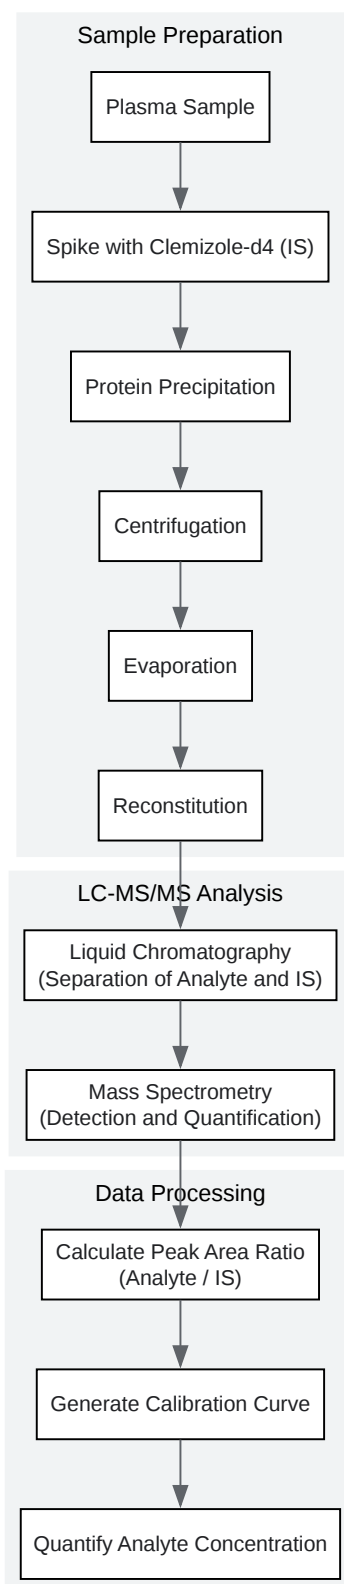 Sample Preparation
Plasma Sample
Spike with Clemizole-d4 (IS)
Protein Precipitation
Centrifugation
Evaporation
Reconstitution
LC-MS/MS Analysis
Liquid Chromatography
(Separation of Analyte and IS)
Mass Spectrometry
(Detection and Quantification)
Data Processing
Calculate Peak Area Ratio
(Analyte / IS)
Generate Calibration Curve
Quantify Analyte Concentration